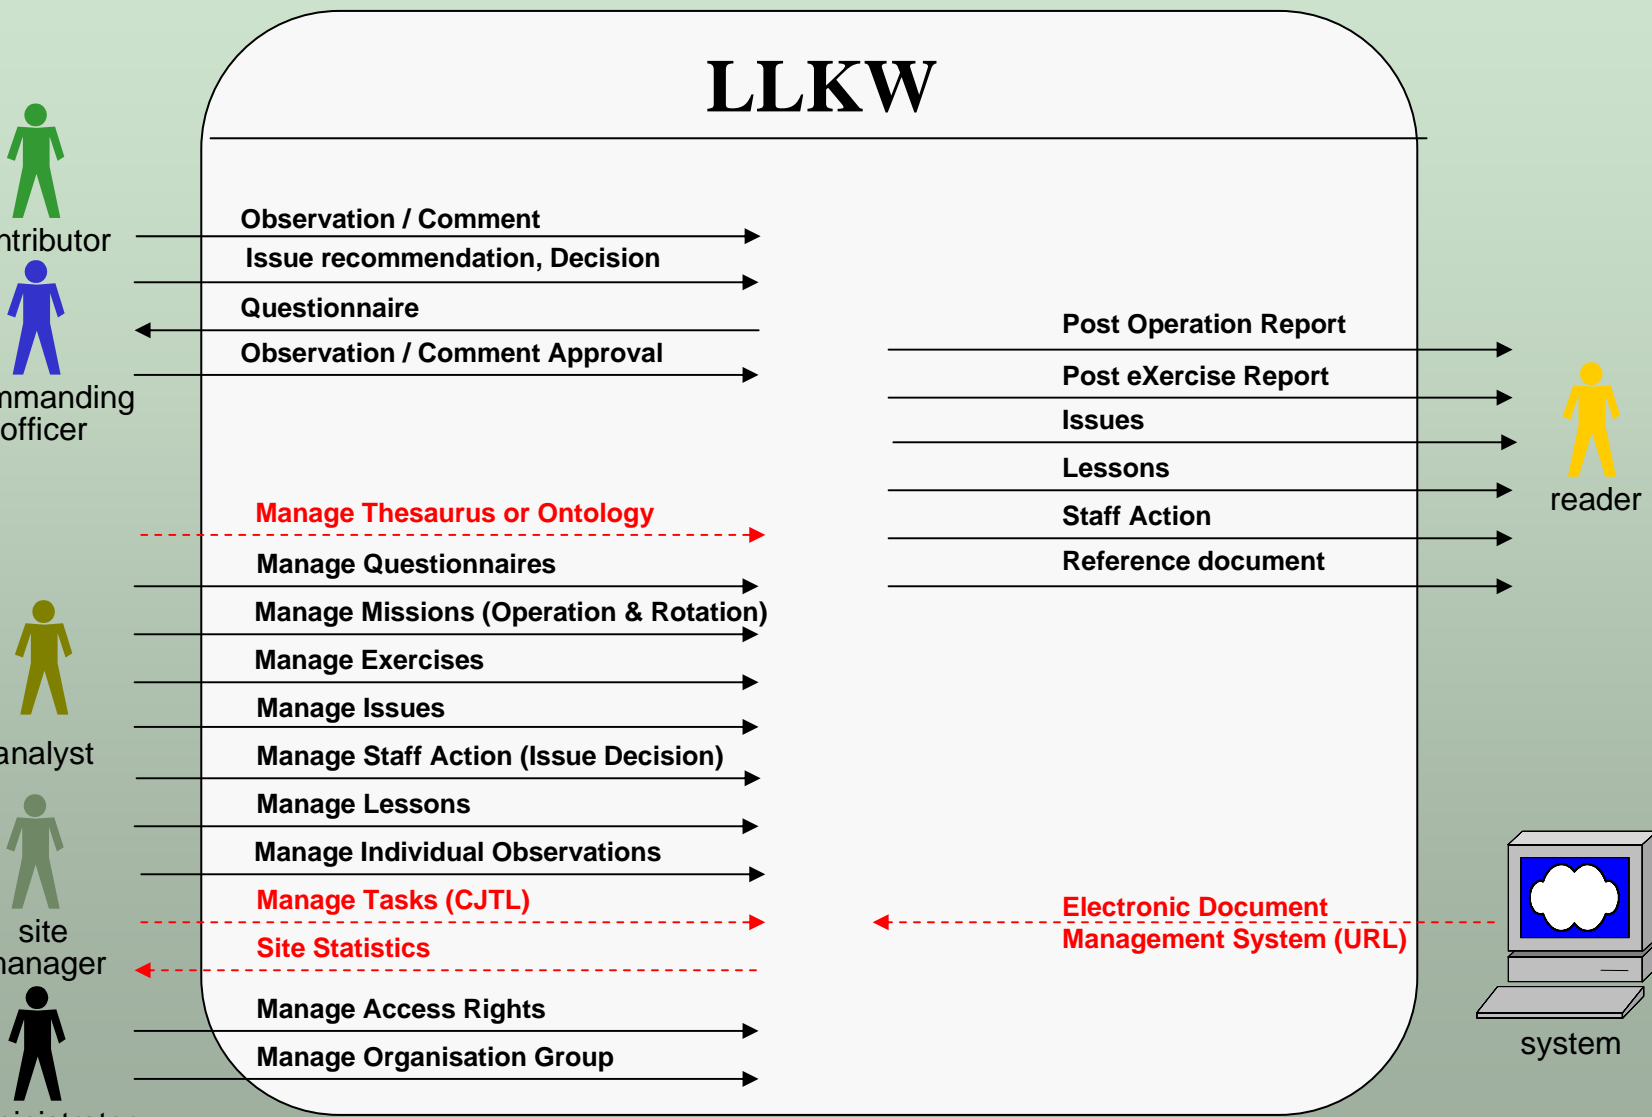 LLKW
Observation / Comment
ntributor
Issue recommendation, Decision
Questionnaire
Observation / Comment Approval
mmanding
officer
Post Operation Report
Post eXercise Report
Issues
Lessons
Staff Action
Reference document
reader
Manage Thesaurus or Ontology
Manage Questionnaires
Manage Missions (Operation & Rotation)
Manage Exercises
Manage Issues
Manage Staff Action (Issue Decision)
analyst
Manage Lessons
Manage Individual Observations
Manage Tasks (CJTL)
site
manager
Site Statistics
Electronic Document
Management System (URL)
Manage Access Rights
Manage Organisation Group
system